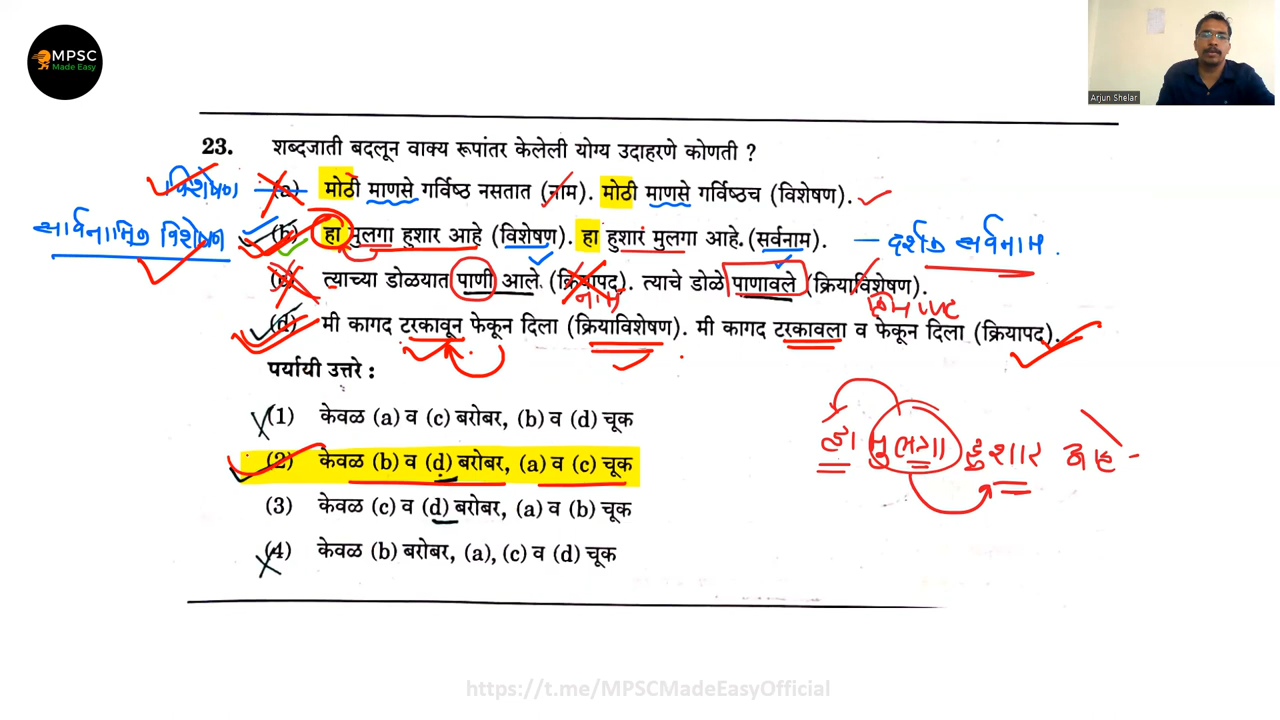 MPSC
Made Easy
Arjun Shelar
23. शब्दजाती बदलून वाक्य रूपांतर केलेली योग्य उदाहरणे कोणती ?
विशेषण (a) मोठी माणसे गर्विष्ठ नसतात (नाम). मोठी माणसे गर्विष्ठच (विशेषण).
सार्वनामिक विशेषण (b) हा मुलगा हुशार आहे (विशेषण). हा हुशार मुलगा आहे. (सर्वनाम). – दर्शक सर्वनाम.
(c) त्याच्या डोळयात पाणी आले. (क्रियापद). त्याचे डोळे पाणावले (क्रियाविशेषण).
नाम
(d) मी कागद टरकावून फेकून दिला (क्रियाविशेषण). मी कागद टरकावला व फेकून दिला (क्रियापद).
पर्यायी उत्तरे :
(1) केवळ (a) व (c) बरोबर, (b) व (d) चूक
(2) केवळ (b) व (d) बरोबर, (a) व (c) चूक
(3) केवळ (c) व (d) बरोबर, (a) व (b) चूक
(4) केवळ (b) बरोबर, (a), (c) व (d) चूक
हा मुलगा हुशार
https://t.me/MPSCMadeEasyOfficial